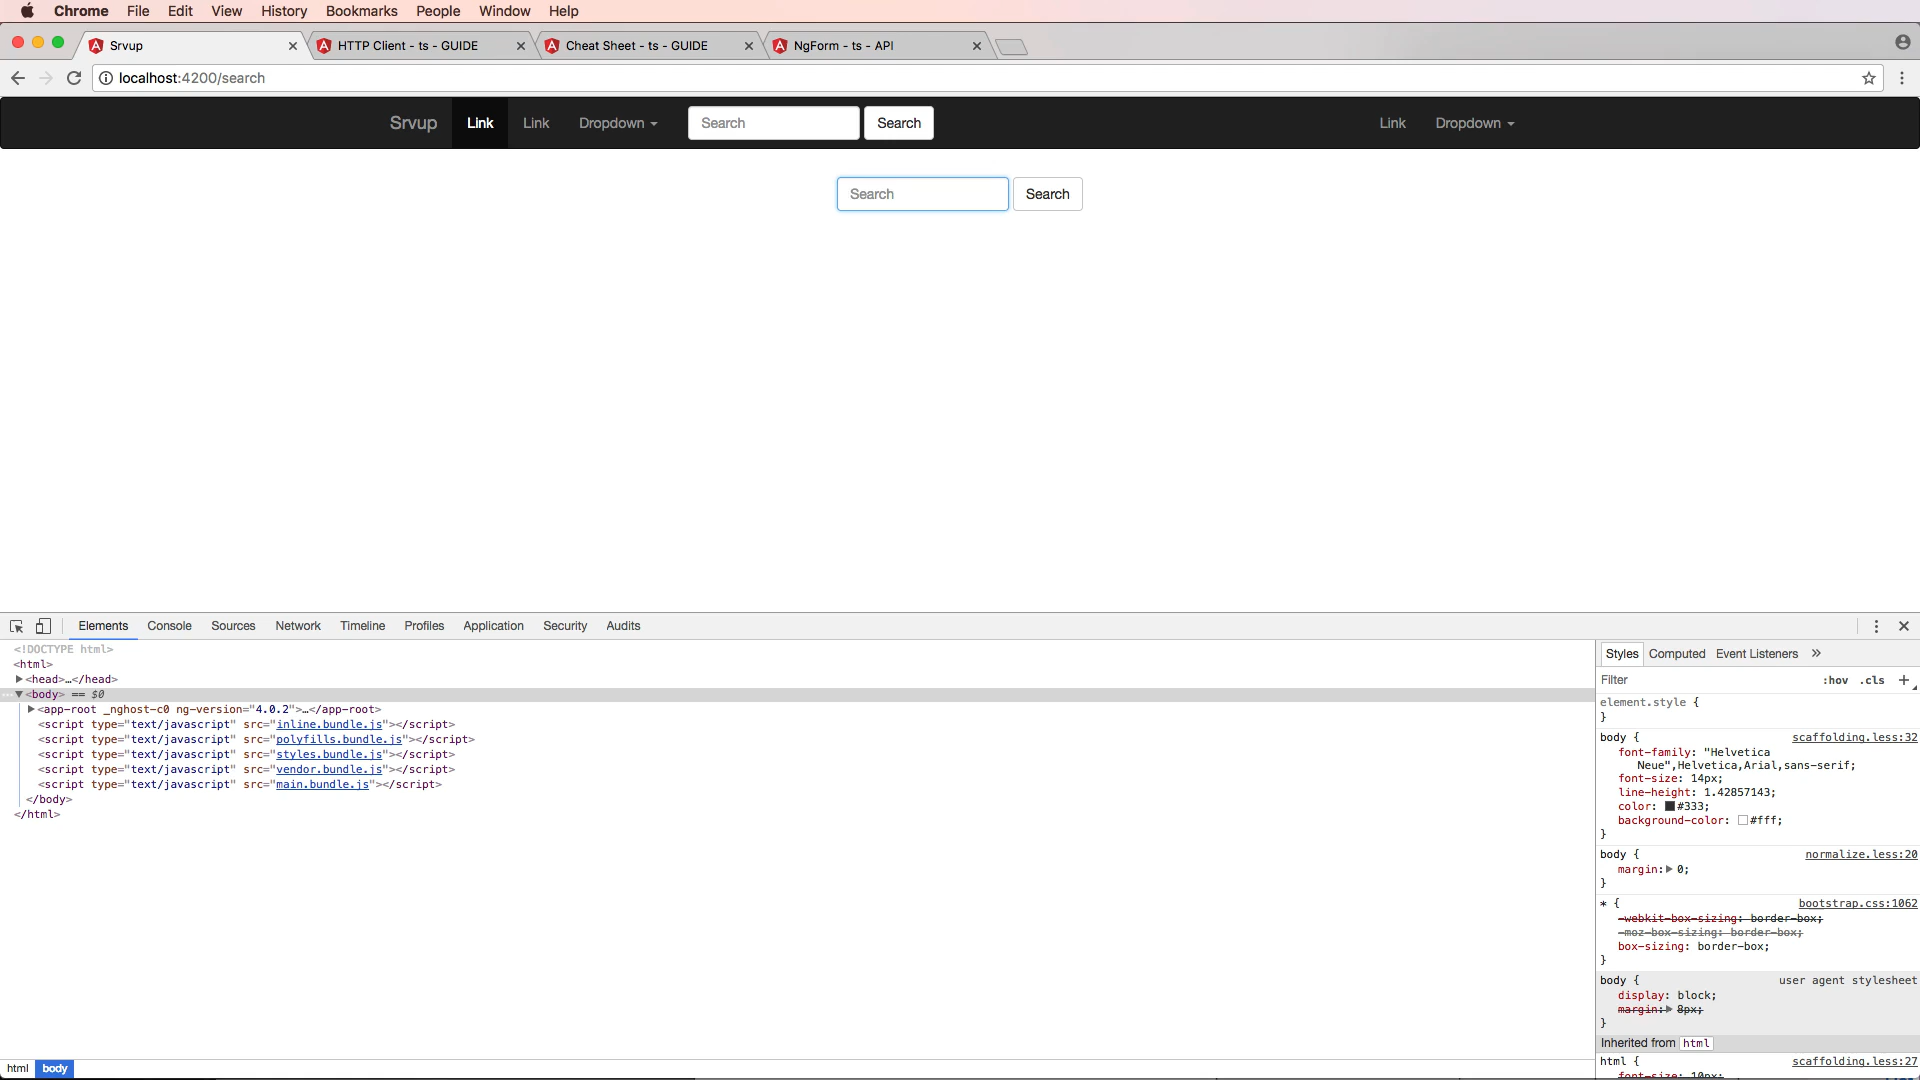 Chrome File Edit View History Bookmarks People Window Help
Srvup HTTP Client - ts - GUIDE Cheat Sheet - ts - GUIDE NgForm - ts - API
localhost:4200/search
Srvup Link Link Dropdown Search Search Link Dropdown
Search Search
Elements Console Sources Network Timeline Profiles Application Security Audits
<!DOCTYPE html>
<html>
<head>…</head>
<body> == $0
<app-root _nghost-c0 ng-version="4.0.2">…</app-root>
<script type="text/javascript" src="inline.bundle.js"></script>
<script type="text/javascript" src="polyfills.bundle.js"></script>
<script type="text/javascript" src="styles.bundle.js"></script>
<script type="text/javascript" src="vendor.bundle.js"></script>
<script type="text/javascript" src="main.bundle.js"></script>
</body>
</html>
html body
Styles Computed Event Listeners »
Filter :hov .cls +
element.style {
}
body { scaffolding.less:32
font-family: "Helvetica
Neue",Helvetica,Arial,sans-serif;
font-size: 14px;
line-height: 1.42857143;
color: #333;
background-color: #fff;
}
body { normalize.less:20
margin: 0;
}
* { bootstrap.css:1062
-webkit-box-sizing: border-box;
-moz-box-sizing: border-box;
box-sizing: border-box;
}
body { user agent stylesheet
display: block;
margin: 8px;
}
Inherited from html
html { scaffolding.less:27
font-size: 10px;